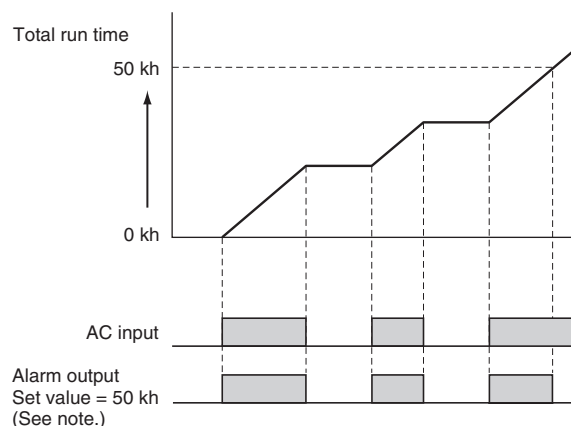 Total run time
50 kh
0 kh
AC input
Alarm output
Set value = 50 kh
(See note.)